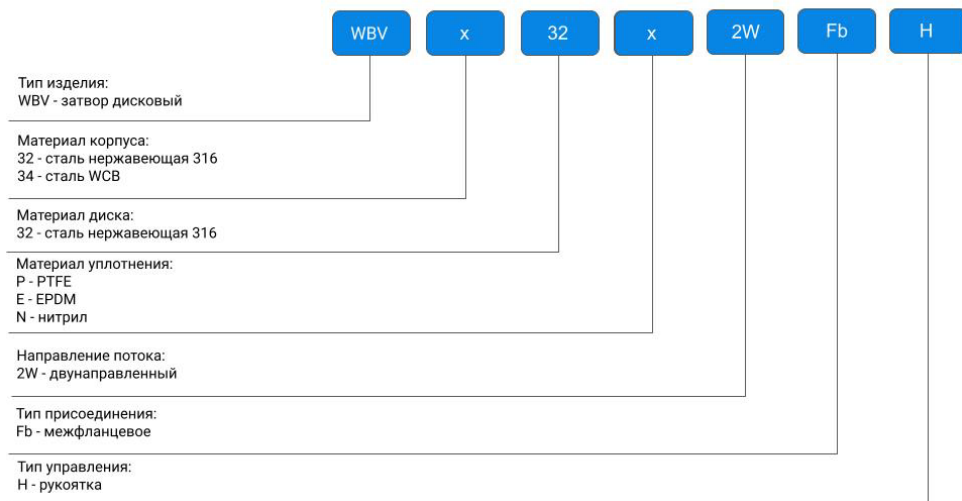 WBV x 32 x 2W Fb H
Тип изделия:
WBV - затвор дисковый
Материал корпуса:
32 - сталь нержавеющая 316
34 - сталь WCB
Материал диска:
32 - сталь нержавеющая 316
Материал уплотнения:
P - PTFE
E - EPDM
N - нитрил
Направление потока:
2W - двунаправленный
Тип присоединения:
Fb - межфланцевое
Тип управления:
H - рукоятка